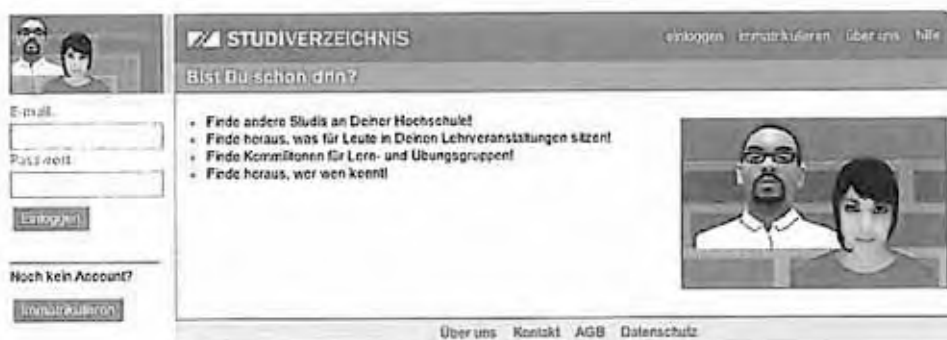 STUDIVERZEICHNIS
einloggen immatrikulieren über uns hilfe
Bist Du schon drin?
E-mail:
Passwort:
Einloggen
Noch kein Account?
Immatrikulieren
Finde andere Studis an Deiner Hochschule!
Finde heraus, was für Leute in Deinen Lehrveranstaltungen sitzen!
Finde Kommilitonen für Lern- und Übungsgruppen!
Finde heraus, wer wen kennt!
Über uns Kontakt AGB Datenschutz